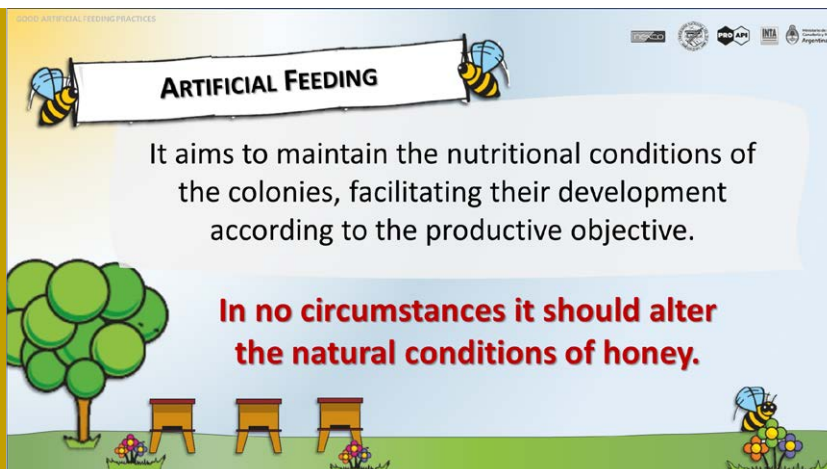 GOOD ARTIFICIAL FEEDING PRACTICES
PROAPI
INTA
Argentina
ARTIFICIAL FEEDING
It aims to maintain the nutritional conditions of
the colonies, facilitating their development
according to the productive objective.
In no circumstances it should alter
the natural conditions of honey.